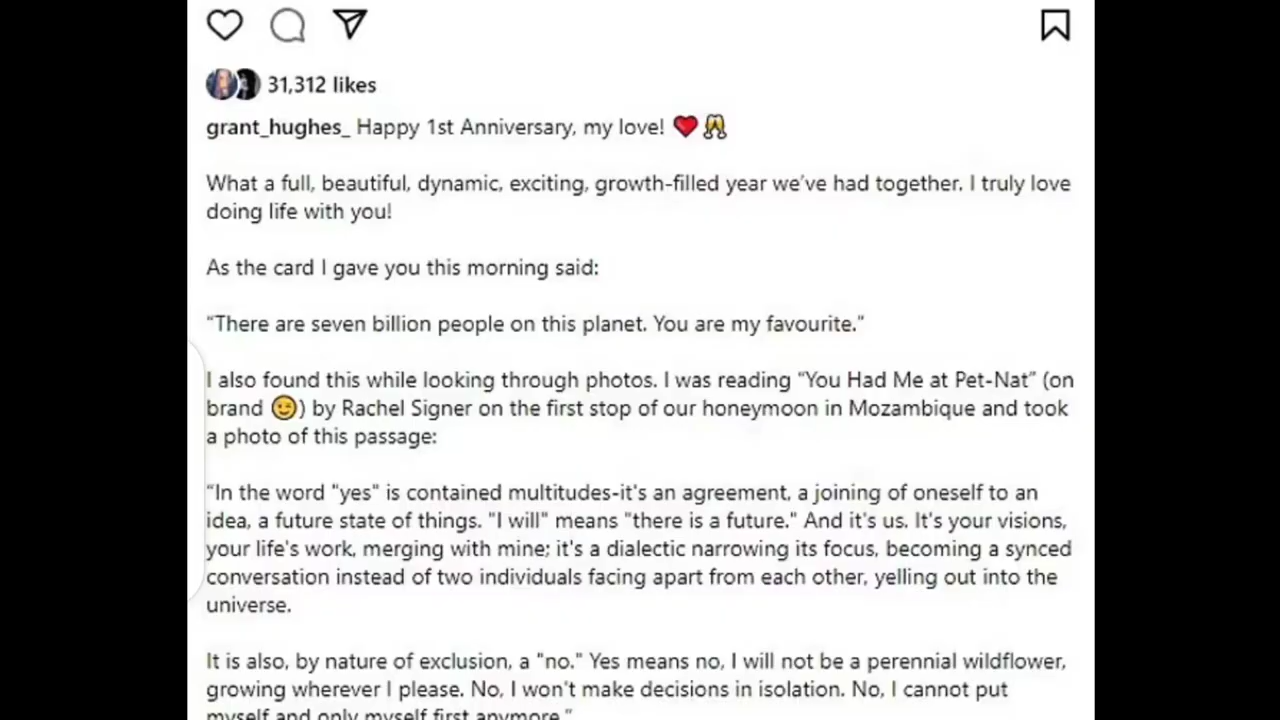 31,312 likes
grant_hughes_ Happy 1st Anniversary, my love! ❤️🥂
What a full, beautiful, dynamic, exciting, growth-filled year we've had together. I truly love
doing life with you!
As the card I gave you this morning said:
“There are seven billion people on this planet. You are my favourite.”
I also found this while looking through photos. I was reading “You Had Me at Pet-Nat” (on
brand 😉) by Rachel Signer on the first stop of our honeymoon in Mozambique and took
a photo of this passage:
“In the word "yes" is contained multitudes-it's an agreement, a joining of oneself to an
idea, a future state of things. "I will" means "there is a future." And it's us. It's your visions,
your life's work, merging with mine; it's a dialectic narrowing its focus, becoming a synced
conversation instead of two individuals facing apart from each other, yelling out into the
universe.
It is also, by nature of exclusion, a "no." Yes means no, I will not be a perennial wildflower,
growing wherever I please. No, I won't make decisions in isolation. No, I cannot put
myself and only myself first anymore.”